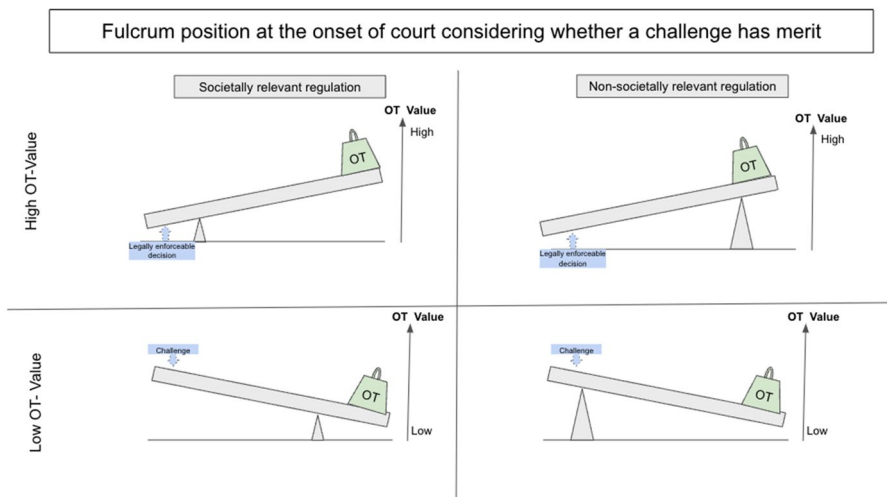 Fulcrum position at the onset of court considering whether a challenge has merit
Societally relevant regulation
Non-societally relevant regulation
High OT-Value
OT Value
High
OT
Legally enforceable
decision
OT Value
High
OT
Legally enforceable
decision
Low OT- Value
OT Value
Challenge
OT
Low
OT Value
Challenge
OT
Low